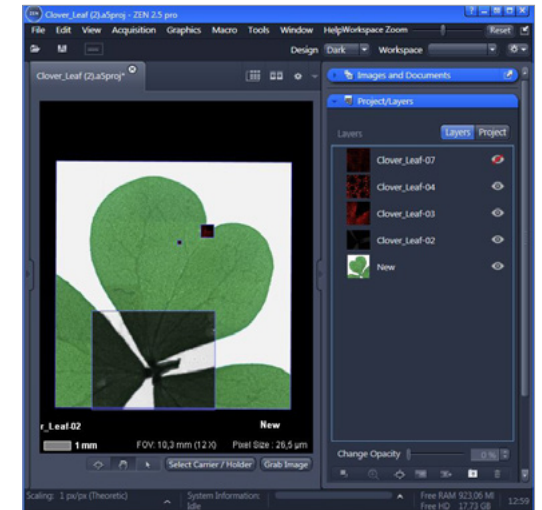 ZEN Clover_Leaf (2).a5proj - ZEN 2.5 pro
File Edit View Acquisition Graphics Macro Tools Window Help Workspace Zoom Reset
Design Dark Workspace
Clover_Leaf (2).a5proj*
Images and Documents
Project/Layers
Layers Layers Project
Clover_Leaf-07
Clover_Leaf-04
Clover_Leaf-03
Clover_Leaf-02
New
r_Leaf-02 New
1 mm FOV: 10,3 mm (12 X) Pixel Size : 26,5 µm
Change Opacity 0 %
Select Carrier / Holder Grab Image
Scaling: 1 px/px (Theoretic) System Information: Idle Free RAM 923,06 MI
Free HD 17,73 GB 12:59